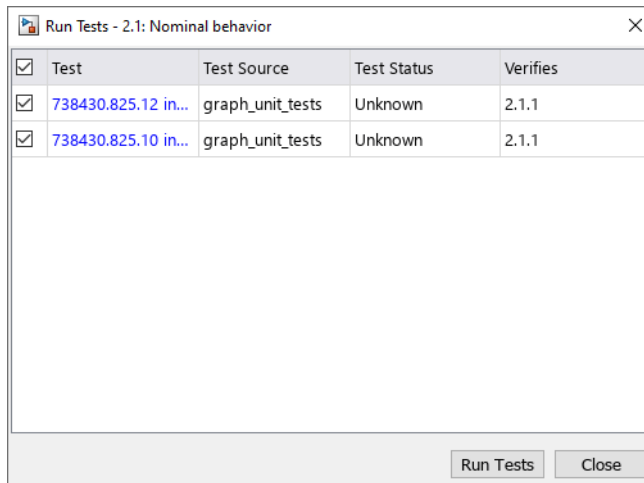 Run Tests - 2.1: Nominal behavior
Test Test Source Test Status Verifies
738430.825.12 in... graph_unit_tests Unknown 2.1.1
738430.825.10 in... graph_unit_tests Unknown 2.1.1
Run Tests Close